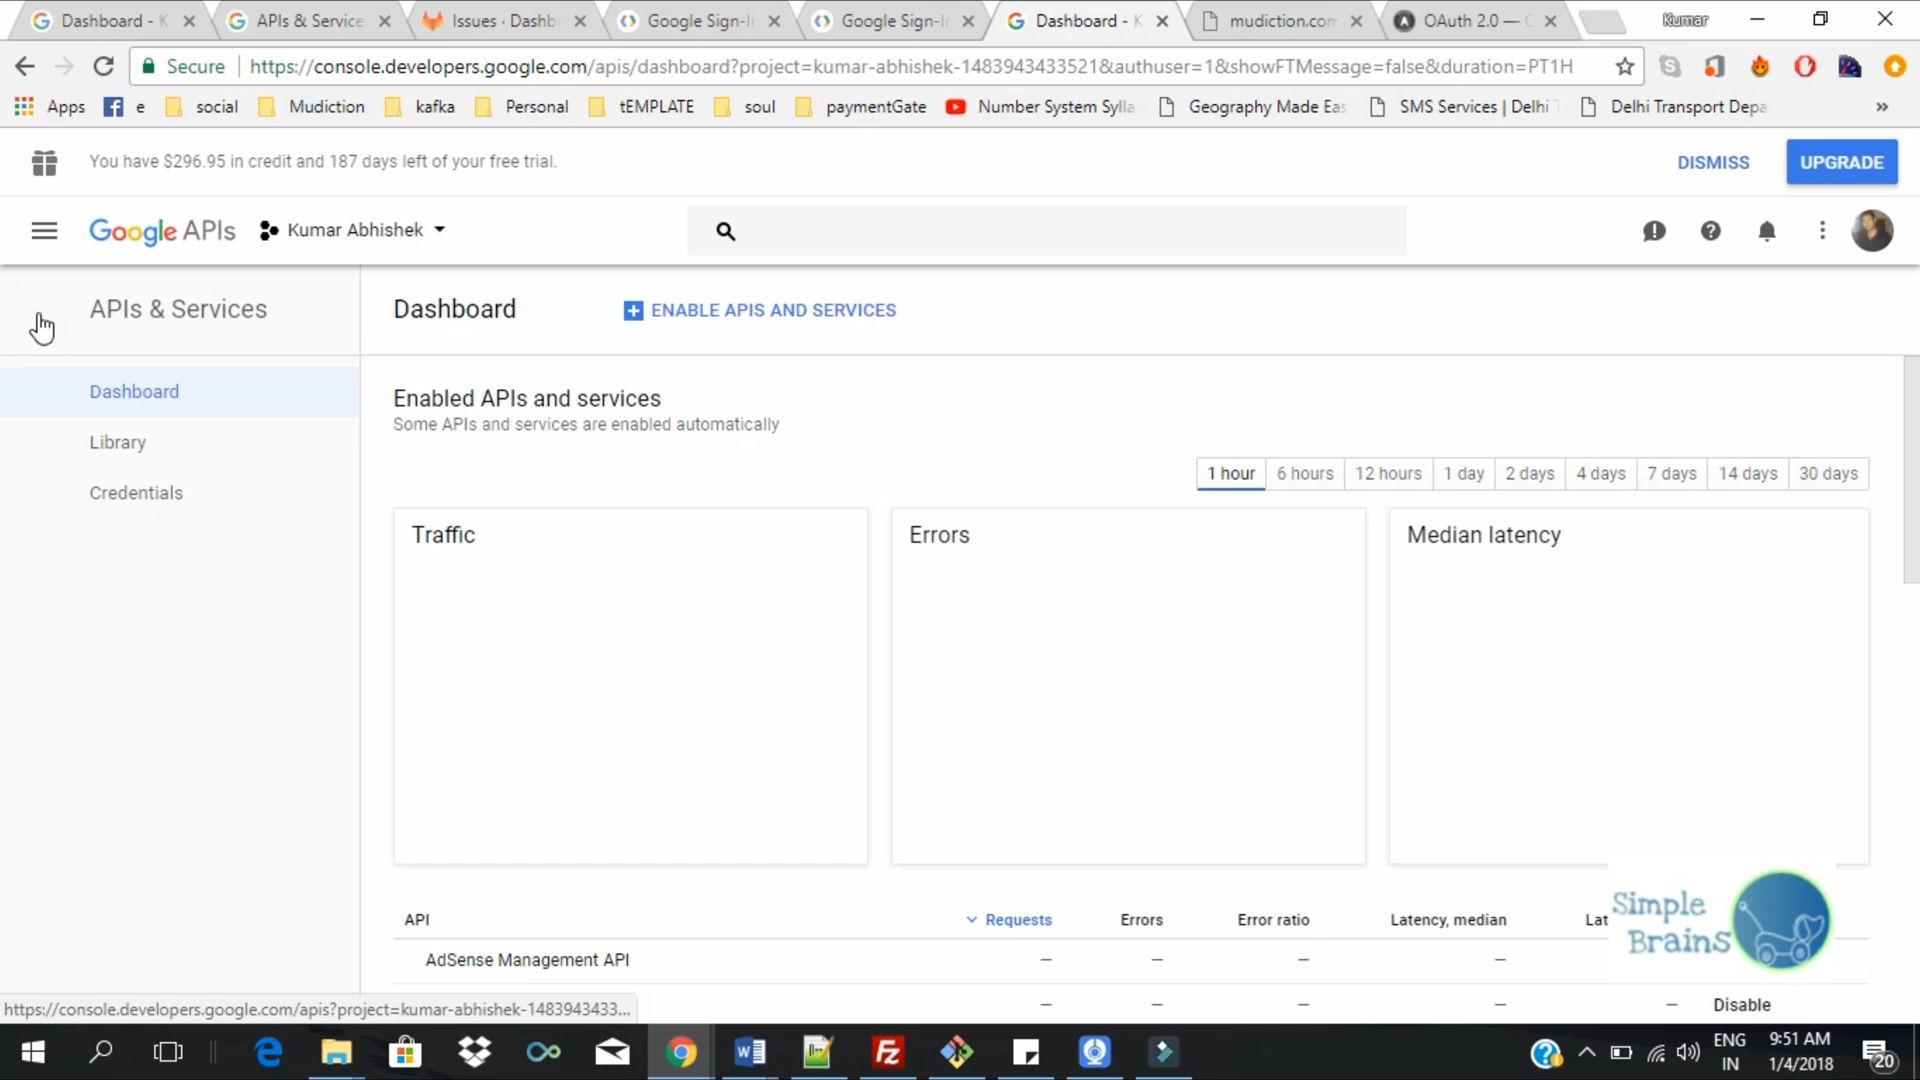 Dashboard - K
APIs & Service
Issues · Dashb
Google Sign-I
Google Sign-I
Dashboard - K
mudiction.com
OAuth 2.0 —
Kumar
Secure
https://console.developers.google.com/apis/dashboard?project=kumar-abhishek-1483943433521&authuser=1&showFTMessage=false&duration=PT1H
Apps
e
social
Mudiction
kafka
Personal
tEMPLATE
soul
paymentGate
Number System Sylla
Geography Made Eas
SMS Services | Delhi
Delhi Transport Depa
You have $296.95 in credit and 187 days left of your free trial.
DISMISS
UPGRADE
Google APIs
Kumar Abhishek
APIs & Services
Dashboard
ENABLE APIS AND SERVICES
Dashboard
Library
Credentials
Enabled APIs and services
Some APIs and services are enabled automatically
1 hour 6 hours 12 hours 1 day 2 days 4 days 7 days 14 days 30 days
Traffic
Errors
Median latency
API Requests Errors Error ratio Latency, median Lat
AdSense Management API — — — —
— — — — — Disable
Simple
Brains
https://console.developers.google.com/apis?project=kumar-abhishek-1483943433...
ENG
IN
9:51 AM
1/4/2018
20